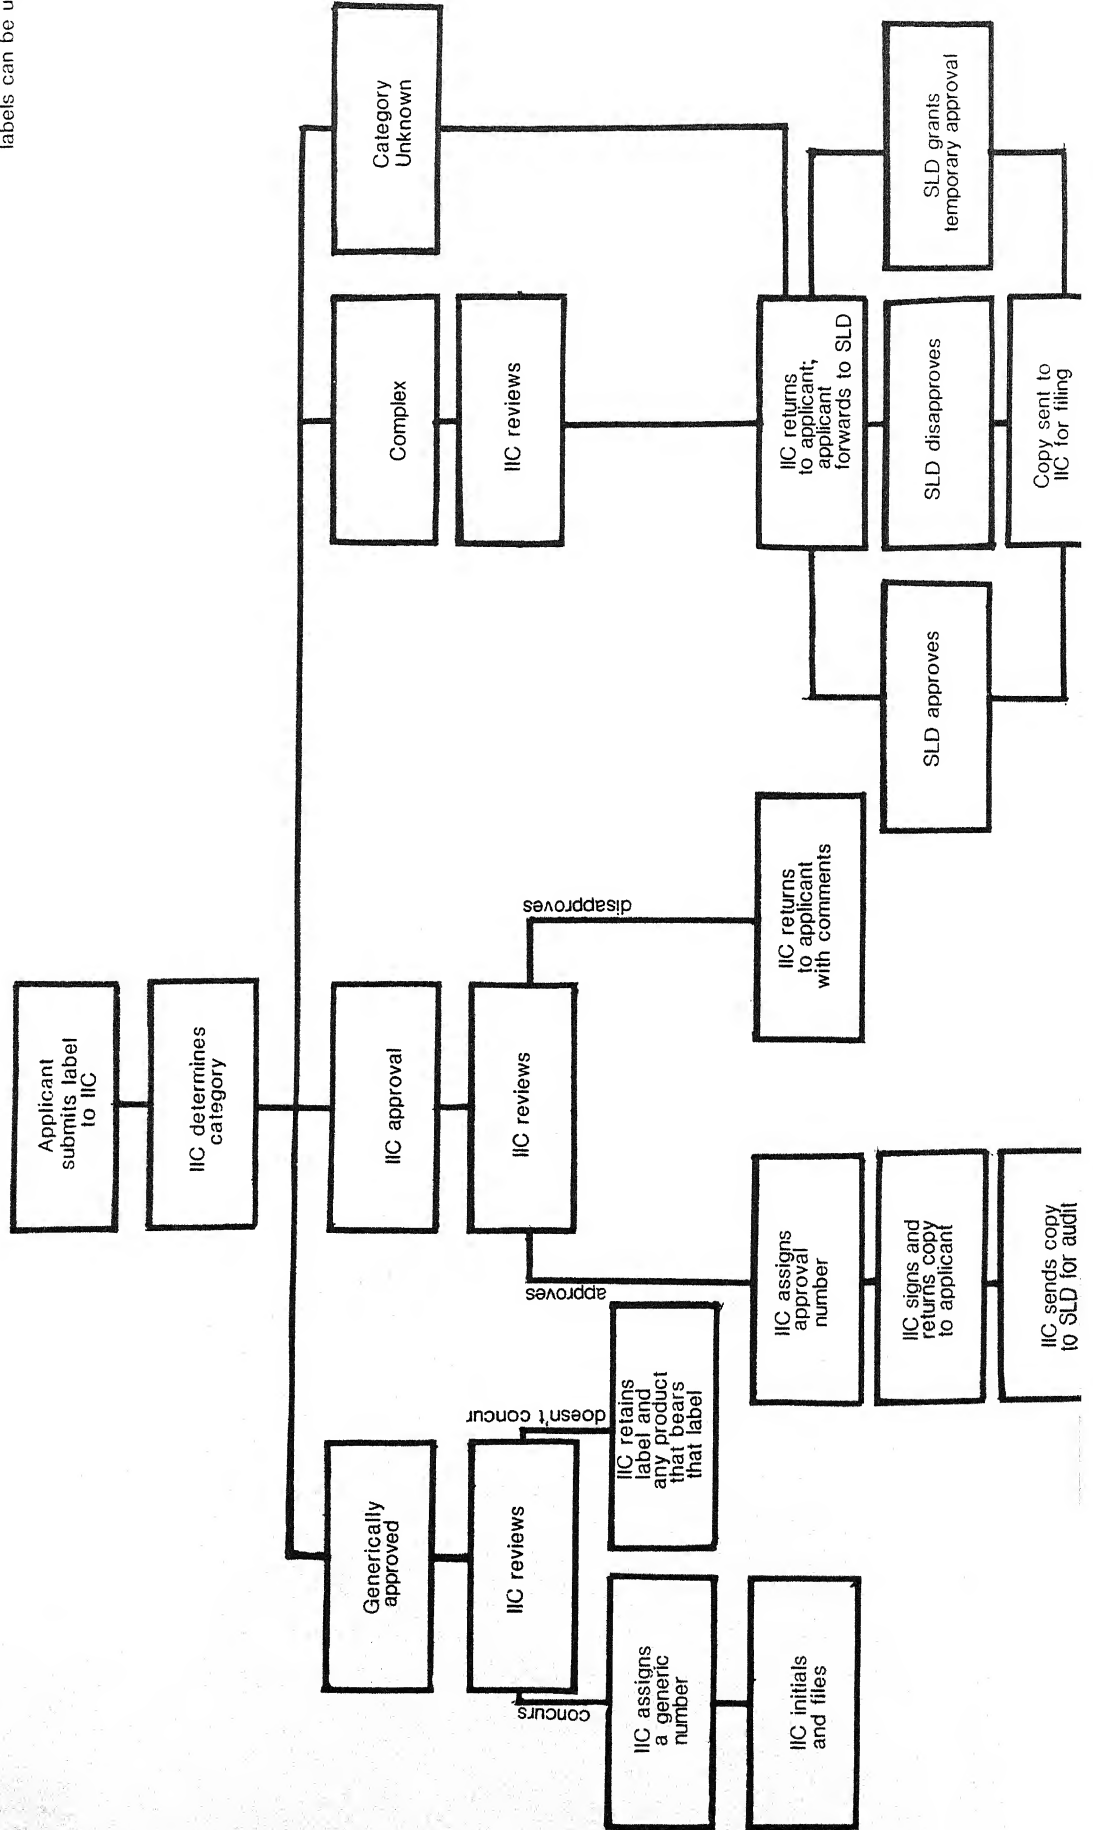 labels can be u
Applicant
submits label
to IIC
IIC determines
category
Generically
approved
IIC reviews
concurs
doesn't concur
IIC assigns
a generic
number
IIC initials
and files
IIC retains
label and
any product
that bears
that label
IIC approval
IIC reviews
approves
disapproves
IIC assigns
approval
number
IIC signs and
returns copy
to applicant
IIC sends copy
to SLD for audit
IIC returns
to applicant
with comments
Complex
IIC reviews
Category
Unknown
IIC returns
to applicant;
applicant
forwards to SLD
SLD approves
SLD disapproves
SLD grants
temporary approval
Copy sent to
IIC for filing